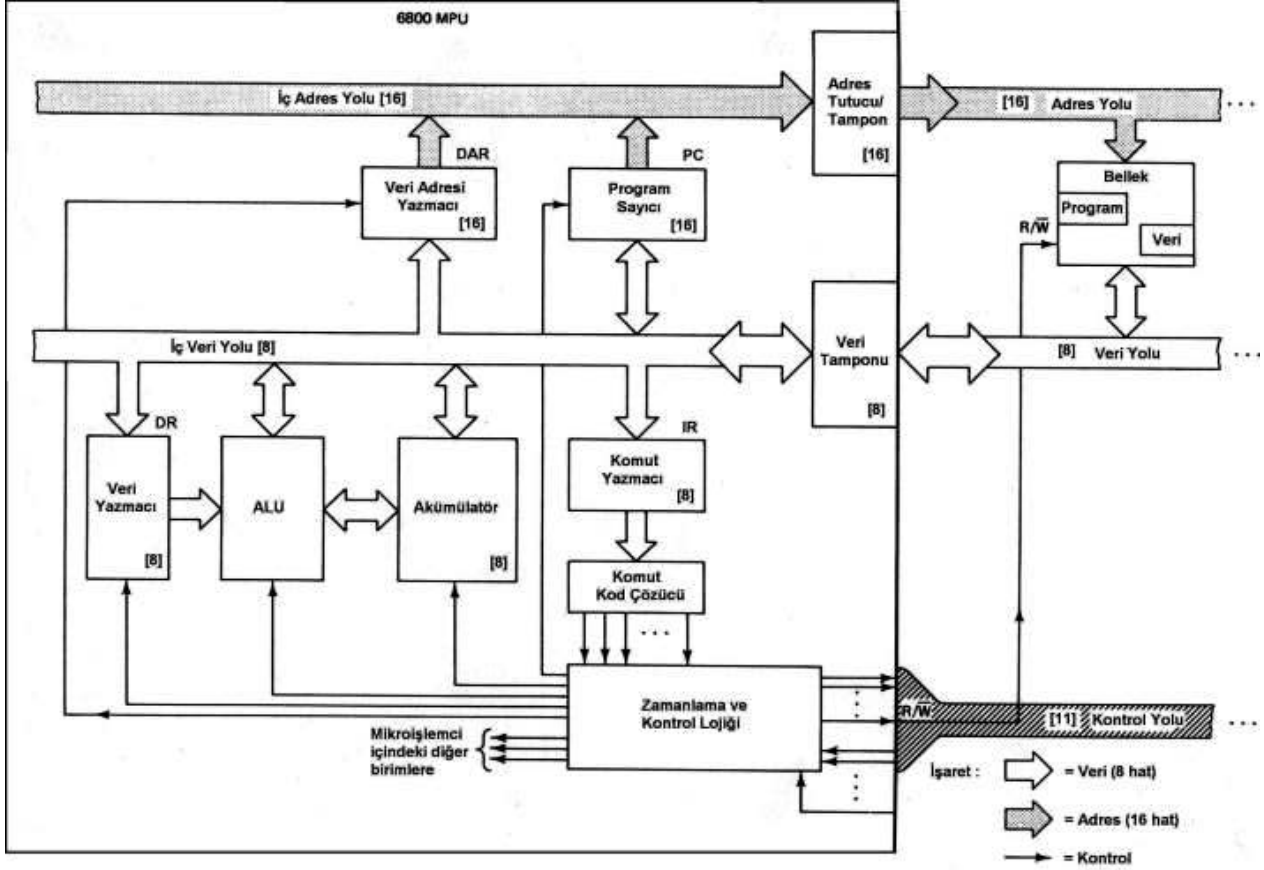 6800 MPU
İç Adres Yolu [16]
Adres
Tutucu/
Tampon
[16]
[16] Adres Yolu
...
DAR
Veri Adresi
Yazmacı
[16]
PC
Program
Sayıcı
[16]
Bellek
Program
Veri
R/W̅
İç Veri Yolu [8]
Veri
Tamponu
[8]
[8] Veri Yolu
...
DR
Veri
Yazmacı
[8]
ALU
Akümülatör
[8]
IR
Komut
Yazmacı
[8]
Komut
Kod Çözücü
...
Zamanlama ve
Kontrol Lojiği
Mikroişlemci
içindeki diğer
birimlere
R/W̅
[11] Kontrol Yolu
...
İşaret :
= Veri (8 hat)
= Adres (16 hat)
= Kontrol